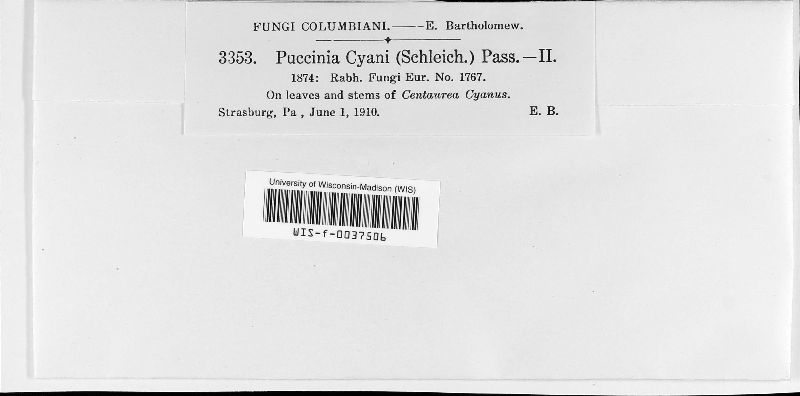 FUNGI COLUMBIANI.——E. Bartholomew.
3353. Puccinia Cyani (Schleich.) Pass.—II.
1874: Rabh. Fungi Eur. No. 1767.
On leaves and stems of Centaurea Cyanus.
Strasburg, Pa , June 1, 1910. E. B.
University of Wisconsin-Madison (WIS)
WIS-f-0037506